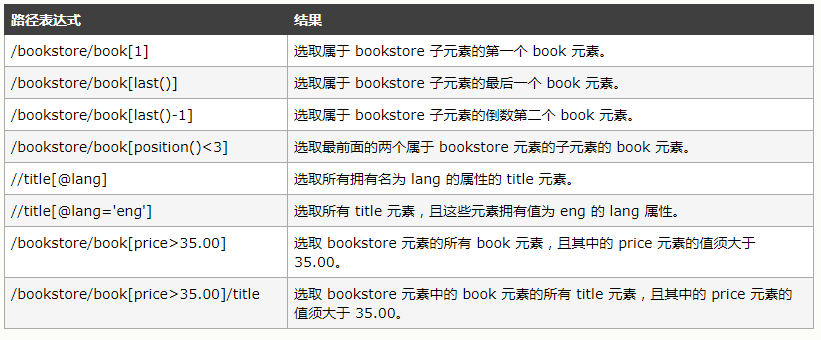 路径表达式 结果
/bookstore/book[1] 选取属于 bookstore 子元素的第一个 book 元素。
/bookstore/book[last()] 选取属于 bookstore 子元素的最后一个 book 元素。
/bookstore/book[last()-1] 选取属于 bookstore 子元素的倒数第二个 book 元素。
/bookstore/book[position()<3] 选取最前面的两个属于 bookstore 元素的子元素的 book 元素。
//title[@lang] 选取所有拥有名为 lang 的属性的 title 元素。
//title[@lang='eng'] 选取所有 title 元素，且这些元素拥有值为 eng 的 lang 属性。
/bookstore/book[price>35.00] 选取 bookstore 元素的所有 book 元素，且其中的 price 元素的值须大于
35.00。
/bookstore/book[price>35.00]/title 选取 bookstore 元素中的 book 元素的所有 title 元素，且其中的 price 元素的
值须大于 35.00。